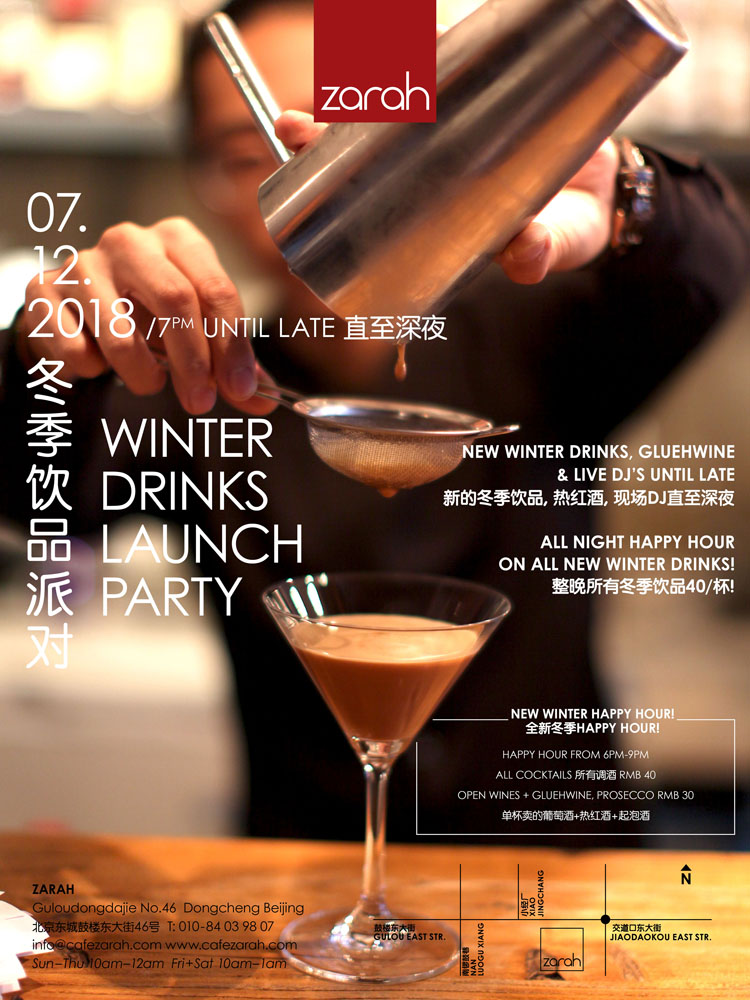 zarah
07.
12.
2018 /7PM UNTIL LATE 直至深夜
冬季饮品派对
WINTER
DRINKS
LAUNCH
PARTY
NEW WINTER DRINKS, GLUEHWINE
& LIVE DJ'S UNTIL LATE
新的冬季饮品, 热红酒, 现场DJ直至深夜
ALL NIGHT HAPPY HOUR
ON ALL NEW WINTER DRINKS!
整晚所有冬季饮品40/杯!
NEW WINTER HAPPY HOUR!
全新冬季HAPPY HOUR!
HAPPY HOUR FROM 6PM-9PM
ALL COCKTAILS 所有调酒 RMB 40
OPEN WINES + GLUEHWINE, PROSECCO RMB 30
单杯卖的葡萄酒+热红酒+起泡酒
ZARAH
Guloudongdajie No.46 Dongcheng Beijing
北京东城鼓楼东大街46号 T: 010-84 03 98 07
info@cafezarah.com www.cafezarah.com
Sun–Thu 10am–12am Fri+Sat 10am–1am
N
小经厂
XIAO
JINGCHANG
鼓楼东大街
GULOU EAST STR.
交道口东大街
JIAODAOKOU EAST STR.
南锣鼓巷
NAN
LUOGU XIANG
zarah